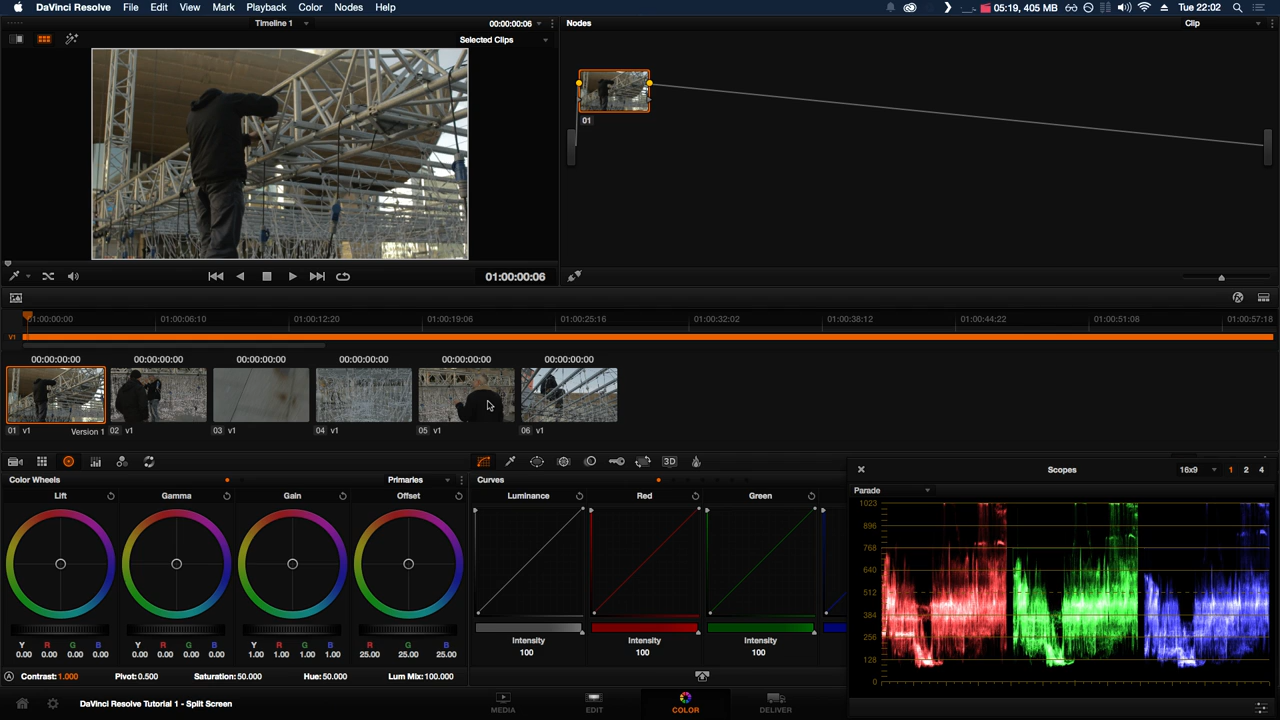 DaVinci Resolve File Edit View Mark Playback Color Nodes Help 05:19, 405 MB Tue 22:02
Timeline 1 00:00:00:06 Nodes Clip
Selected Clips
01
01:00:00:06
01:00:00:00 01:00:06:10 01:00:12:20 01:00:19:06 01:00:25:16 01:00:32:02 01:00:38:12 01:00:44:22 01:00:51:08 01:00:57:18
V1
00:00:00:00 00:00:00:00 00:00:00:00 00:00:00:00 00:00:00:00 00:00:00:00
01 v1 Version 1 02 v1 03 v1 04 v1 05 v1 06 v1
3D
Color Wheels Primaries Curves Scopes 16x9 1 2 4
Lift Gamma Gain Offset Luminance Red Green Parade
1023
896
768
640
512
384
256
128
0
Y R G B Y R G B Y R G B R G B
0.00 0.00 0.00 0.00 0.00 0.00 0.00 0.00 1.00 1.00 1.00 1.00 25.00 25.00 25.00
Intensity Intensity Intensity
100 100 100
A Contrast: 1.000 Pivot: 0.500 Saturation: 50.000 Hue: 50.000 Lum Mix: 100.000
DaVinci Resolve Tutorial 1 - Split Screen MEDIA EDIT COLOR DELIVER